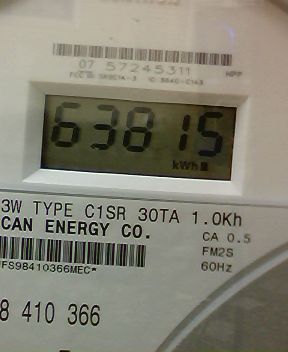 07 57245311 HPP
63815
kWh
3W TYPE C1SR 30TA 1.0Kh
CAN ENERGY CO.
CA 0.5
FM2S
60Hz
FS98410366MEC*
8 410 366